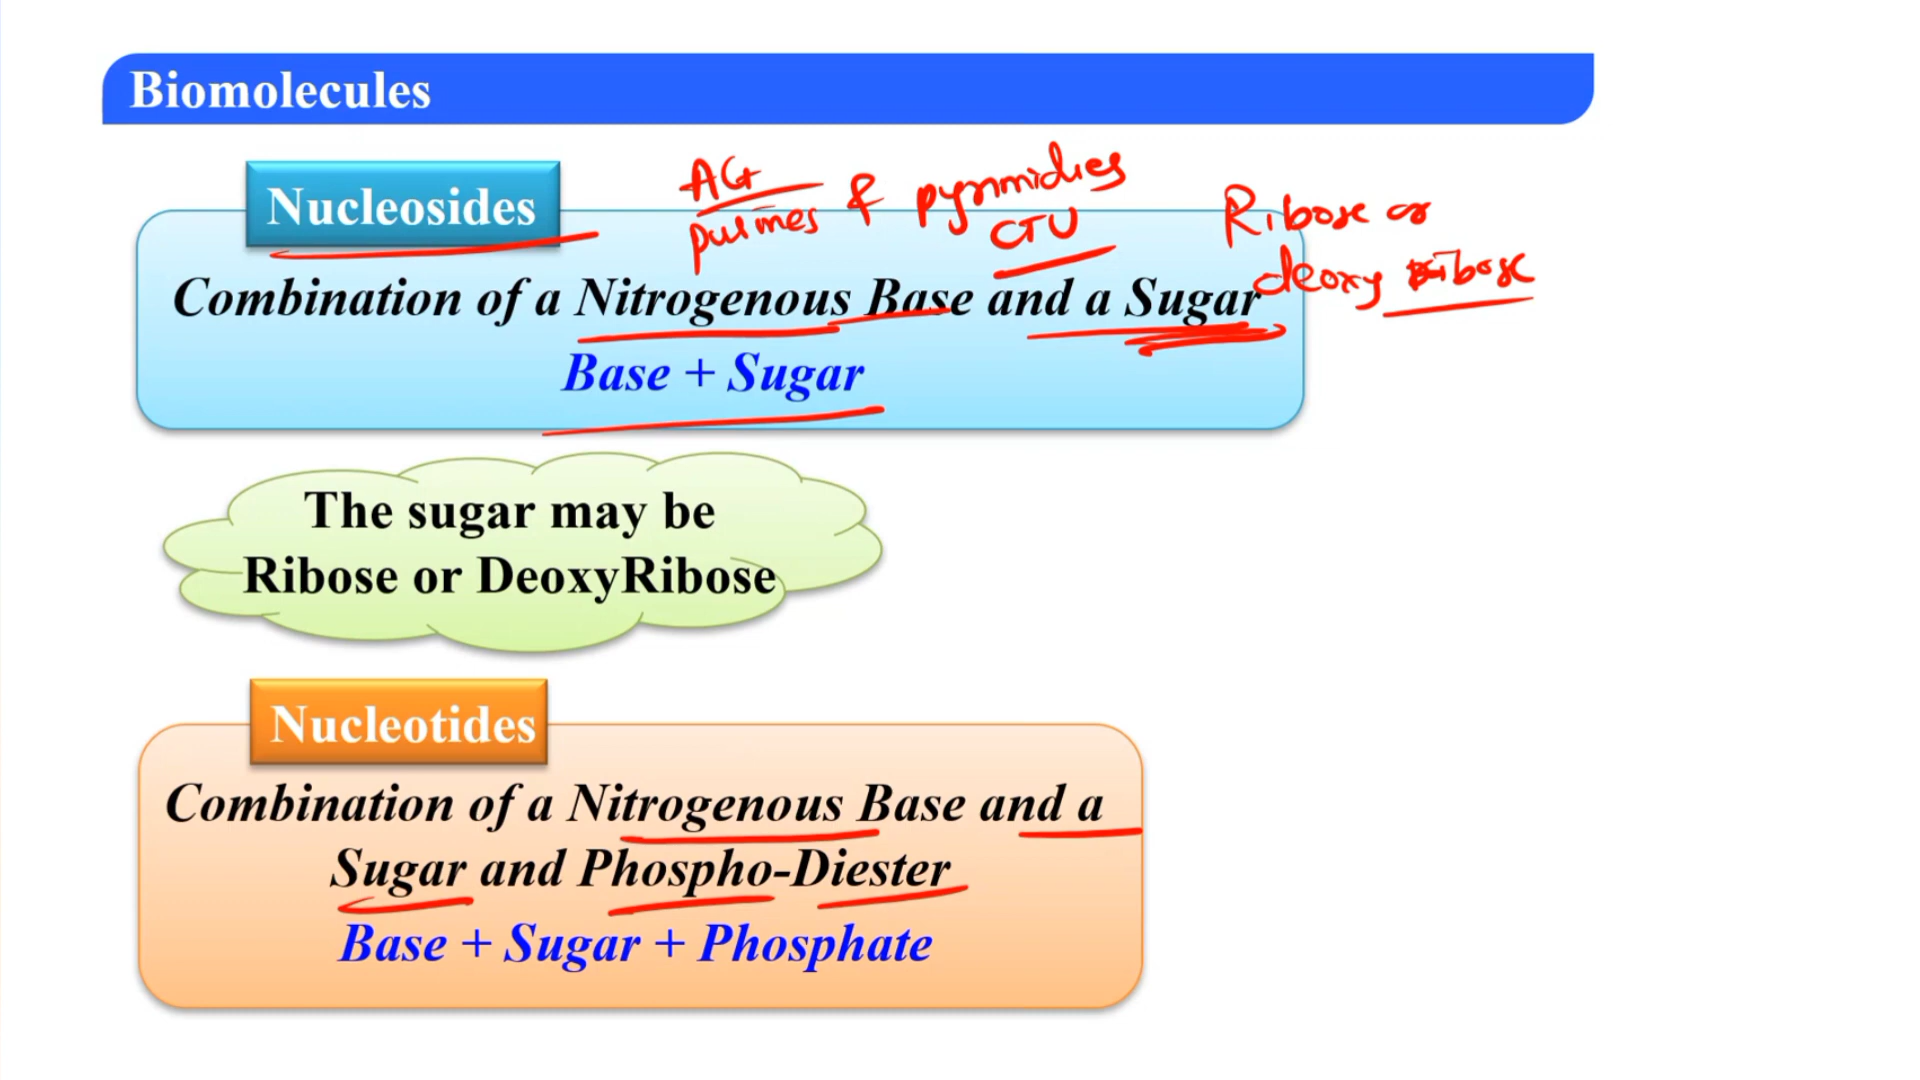 Biomolecules
Nucleosides
AG
purines & pyrimidies
CTU
Ribose or
deoxy Ribose
Combination of a Nitrogenous Base and a Sugar
Base + Sugar
The sugar may be
Ribose or DeoxyRibose
Nucleotides
Combination of a Nitrogenous Base and a
Sugar and Phospho-Diester
Base + Sugar + Phosphate